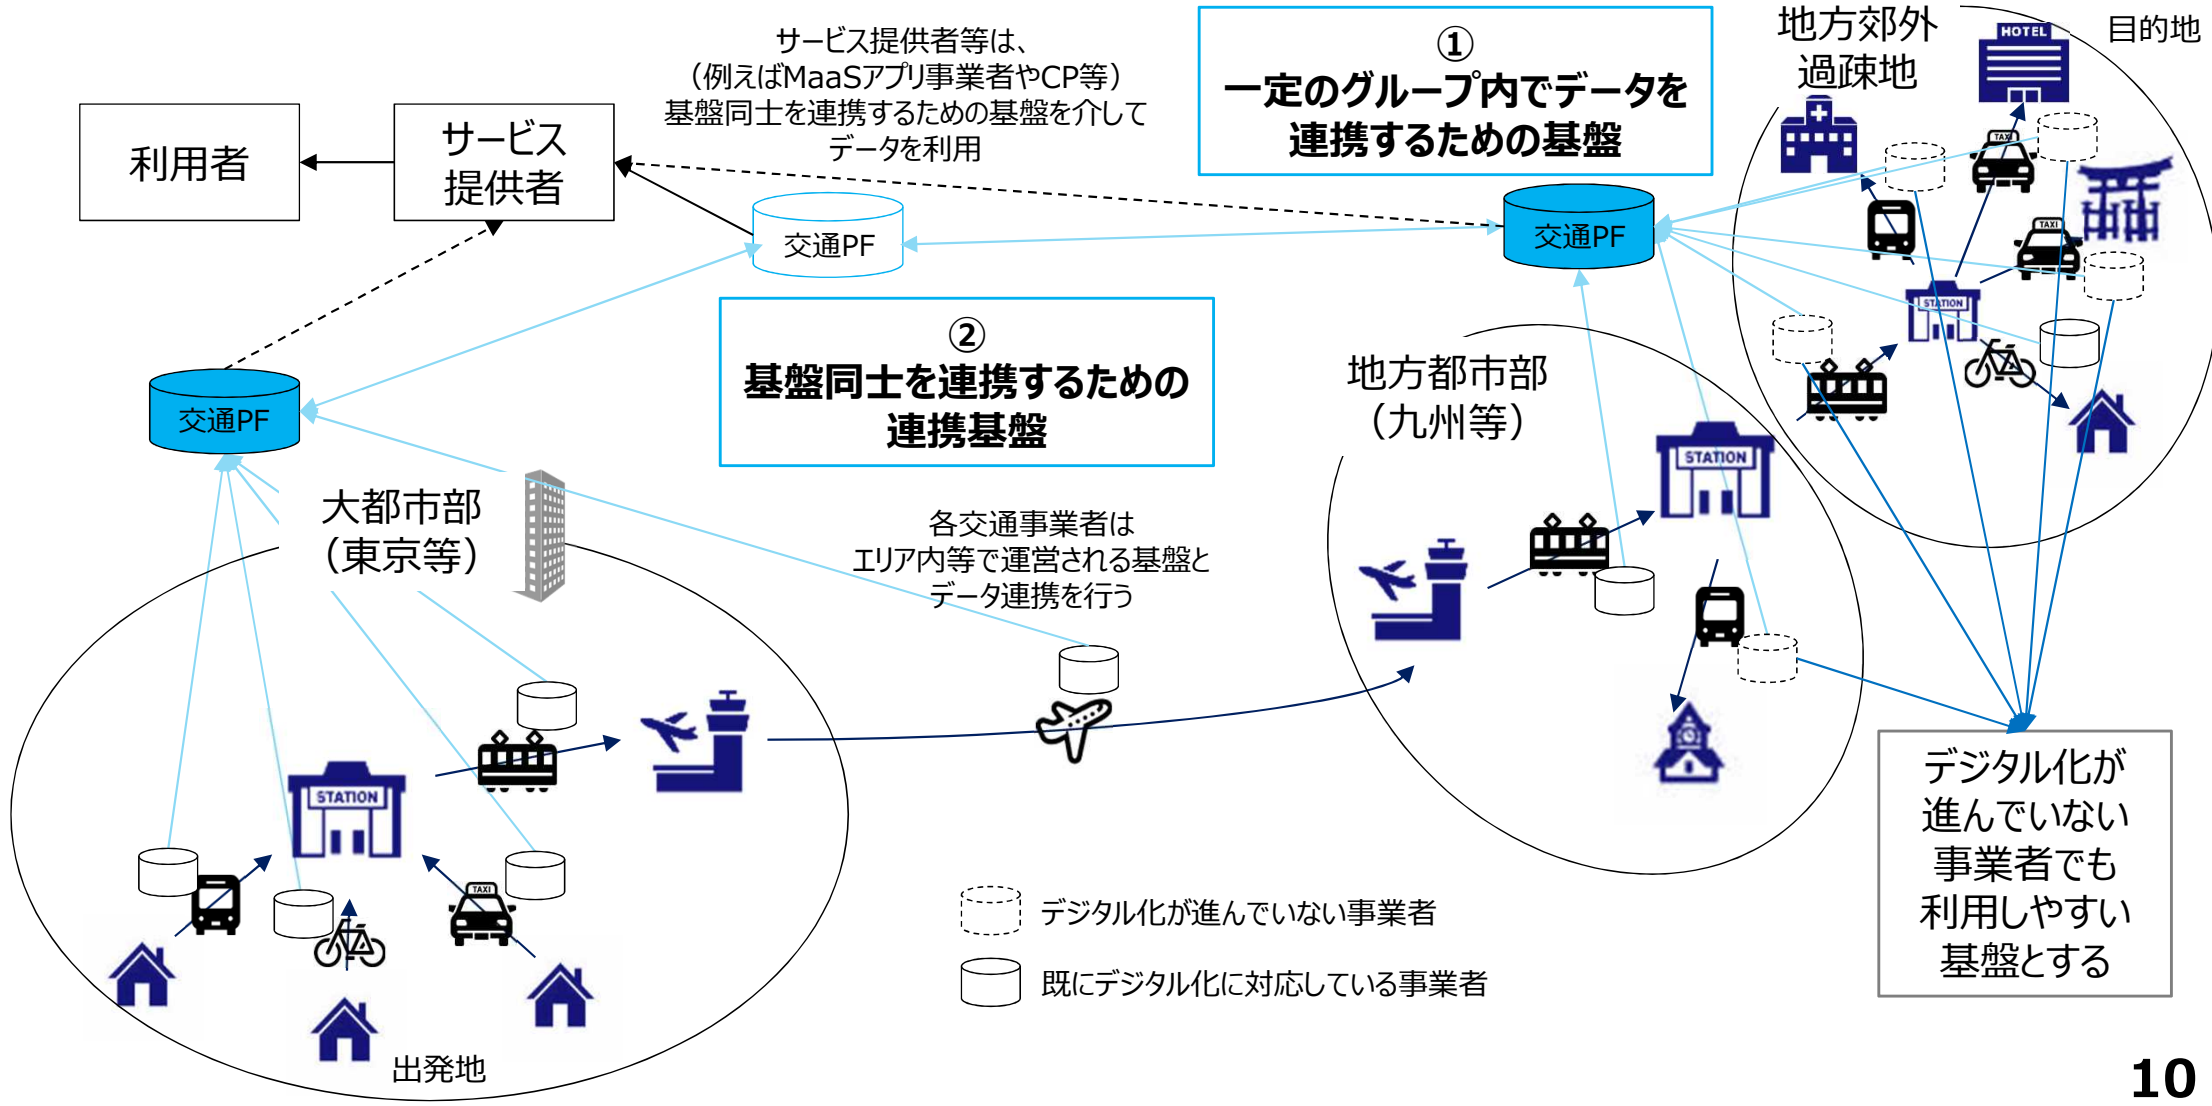 サービス提供者等は、
（例えばMaaSアプリ事業者やCP等）
基盤同士を連携するための基盤を介して
データを利用
①
一定のグループ内でデータを
連携するための基盤
地方郊外
過疎地
目的地
HOTEL
利用者
サービス
提供者
交通PF
交通PF
TAXI
TAXI
STATION
②
基盤同士を連携するための
連携基盤
交通PF
地方都市部
（九州等）
STATION
大都市部
（東京等）
各交通事業者は
エリア内等で運営される基盤と
データ連携を行う
STATION
TAXI
デジタル化が
進んでいない
事業者でも
利用しやすい
基盤とする
デジタル化が進んでいない事業者
既にデジタル化に対応している事業者
出発地
10